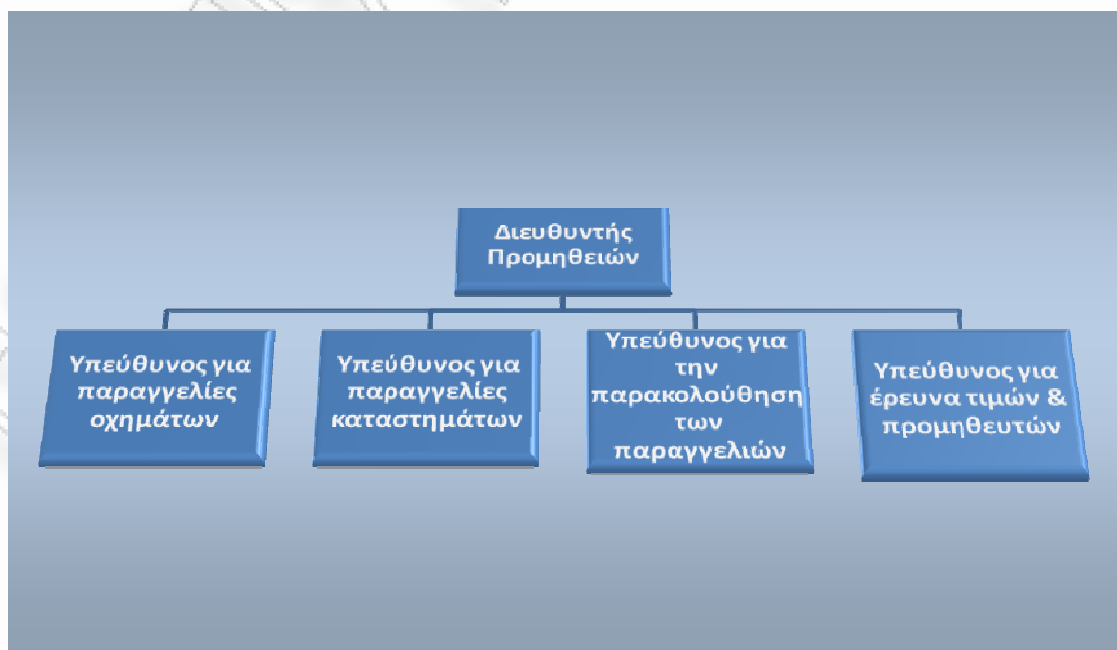 Διευθυντής
Προμηθειών
Υπεύθυνος για
παραγγελίες
οχημάτων
Υπεύθυνος για
παραγγελίες
καταστημάτων
Υπεύθυνος για
την
παρακολούθηση
των
παραγγελιών
Υπεύθυνος για
έρευνα τιμών &
προμηθευτών